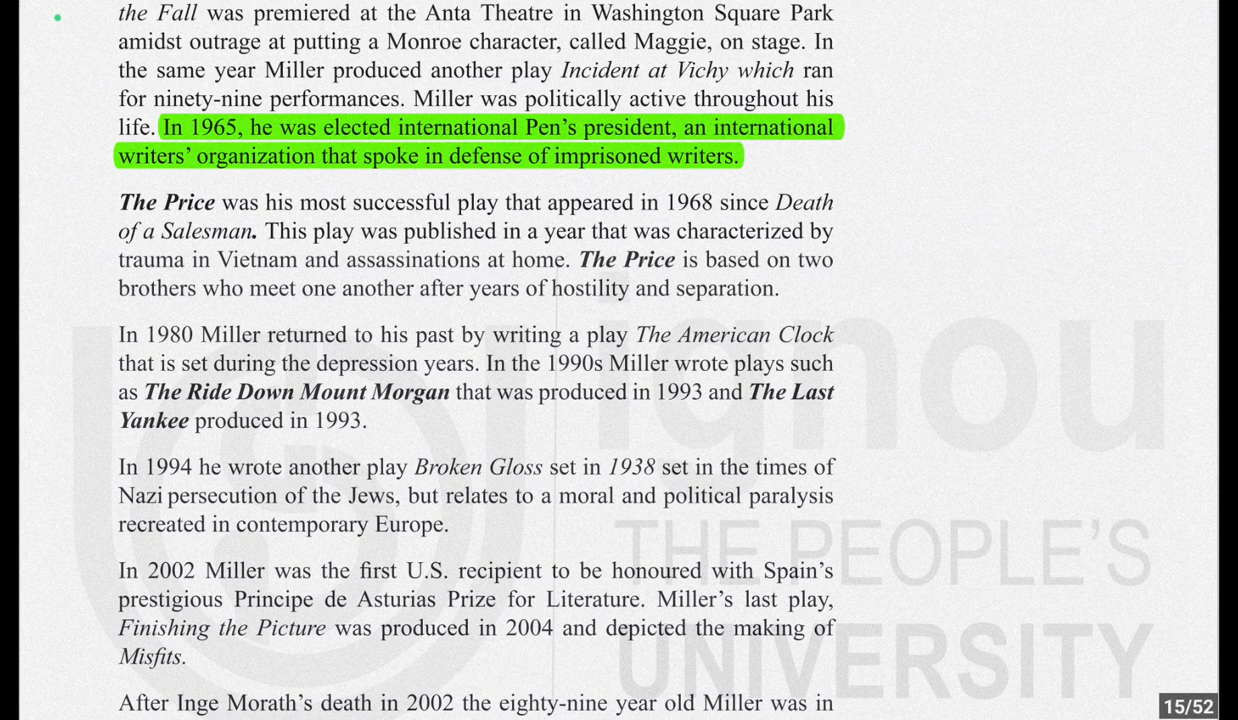 the Fall was premiered at the Anta Theatre in Washington Square Park
amidst outrage at putting a Monroe character, called Maggie, on stage. In
the same year Miller produced another play Incident at Vichy which ran
for ninety-nine performances. Miller was politically active throughout his
life. In 1965, he was elected international Pen’s president, an international
writers’ organization that spoke in defense of imprisoned writers.
The Price was his most successful play that appeared in 1968 since Death
of a Salesman. This play was published in a year that was characterized by
trauma in Vietnam and assassinations at home. The Price is based on two
brothers who meet one another after years of hostility and separation.
In 1980 Miller returned to his past by writing a play The American Clock
that is set during the depression years. In the 1990s Miller wrote plays such
as The Ride Down Mount Morgan that was produced in 1993 and The Last
Yankee produced in 1993.
In 1994 he wrote another play Broken Gloss set in 1938 set in the times of
Nazi persecution of the Jews, but relates to a moral and political paralysis
recreated in contemporary Europe.
In 2002 Miller was the first U.S. recipient to be honoured with Spain’s
prestigious Principe de Asturias Prize for Literature. Miller’s last play,
Finishing the Picture was produced in 2004 and depicted the making of
Misfits.
After Inge Morath’s death in 2002 the eighty-nine year old Miller was in
ignou
THE PEOPLE’S
UNIVERSITY
15/52